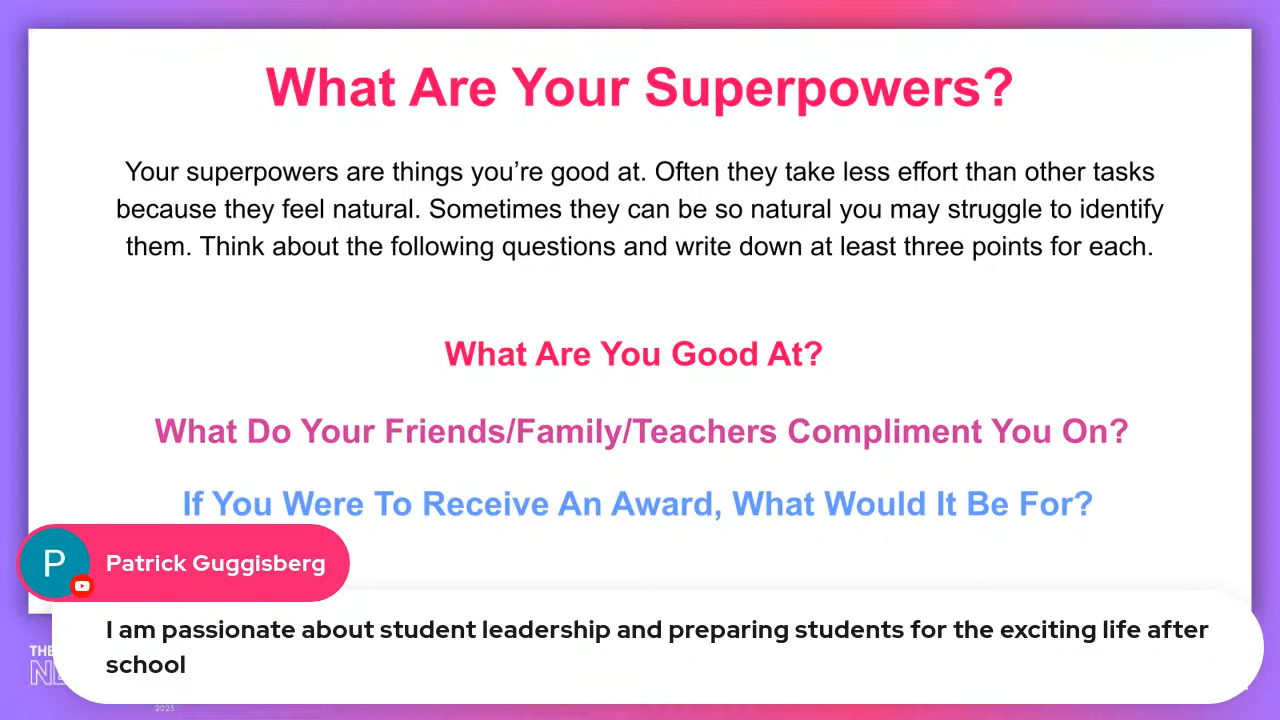 What Are Your Superpowers?
Your superpowers are things you’re good at. Often they take less effort than other tasks
because they feel natural. Sometimes they can be so natural you may struggle to identify
them. Think about the following questions and write down at least three points for each.
What Are You Good At?
What Do Your Friends/Family/Teachers Compliment You On?
If You Were To Receive An Award, What Would It Be For?
P
Patrick Guggisberg
I am passionate about student leadership and preparing students for the exciting life after
school
THE
2025